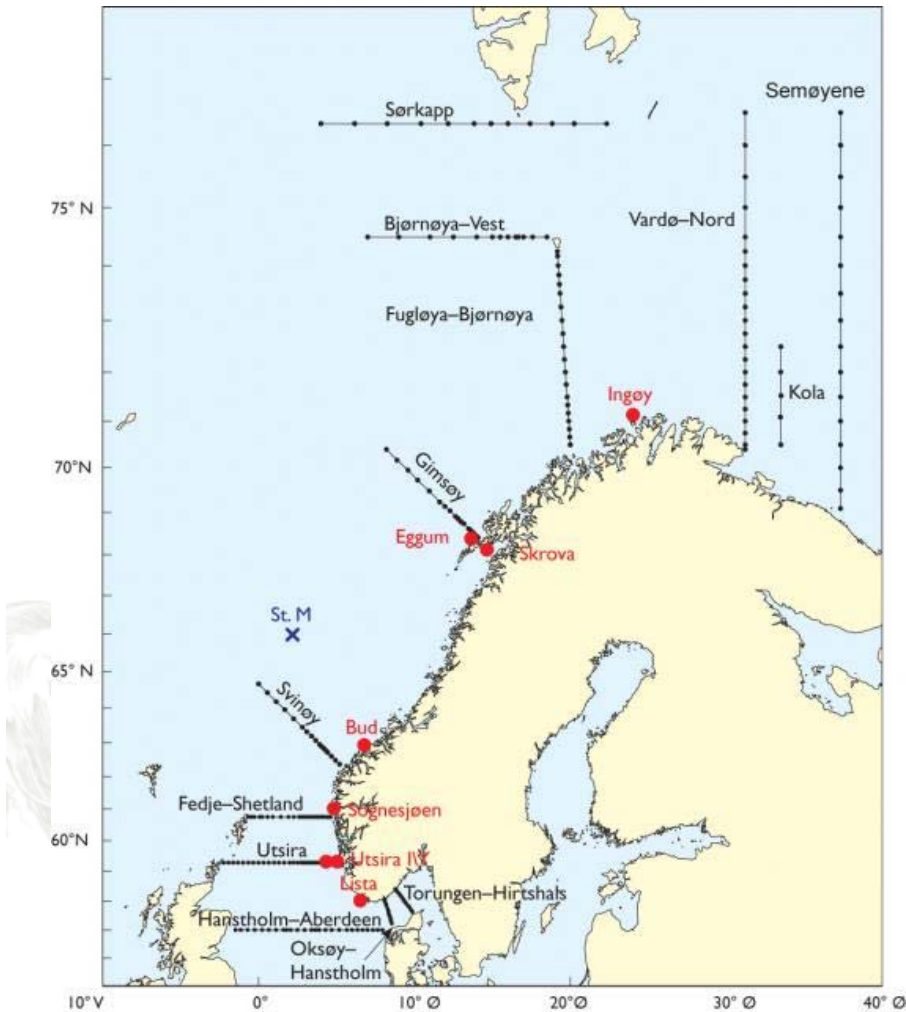 Semøyene
Sørkapp
75° N
Bjørnøya–Vest
Vardø–Nord
Fugløya–Bjørnøya
Ingøy
Kola
70° N
Gimsøy
Eggum
Skrova
St. M
65° N
Svinøy
Bud
Fedje–Shetland
Sognesjøen
60° N
Utsira
Utsira I/Y
Lista
Torungen–Hirtshals
Hanstholm–Aberdeen
Oksøy–
Hanstholm
10° V
0°
10° Ø
20° Ø
30° Ø
40° Ø